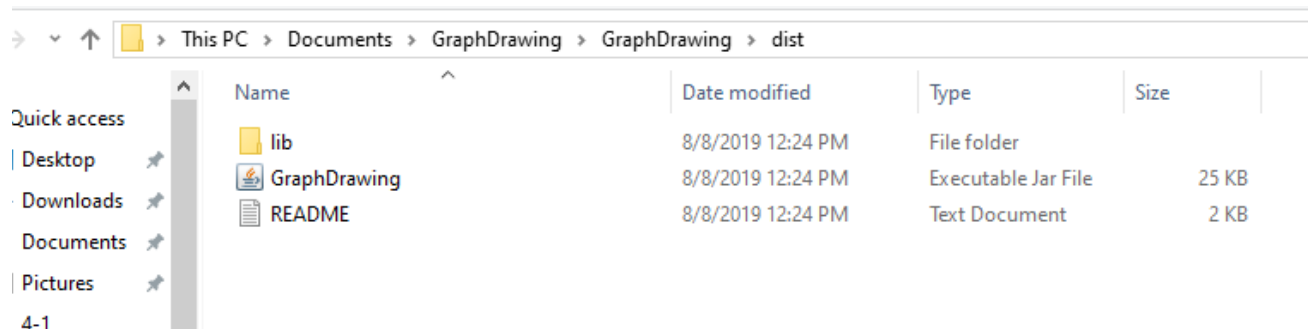 This PC > Documents > GraphDrawing > GraphDrawing > dist
Name Date modified Type Size
Quick access
lib 8/8/2019 12:24 PM File folder
Desktop
GraphDrawing 8/8/2019 12:24 PM Executable Jar File 25 KB
Downloads
README 8/8/2019 12:24 PM Text Document 2 KB
Documents
Pictures
4-1